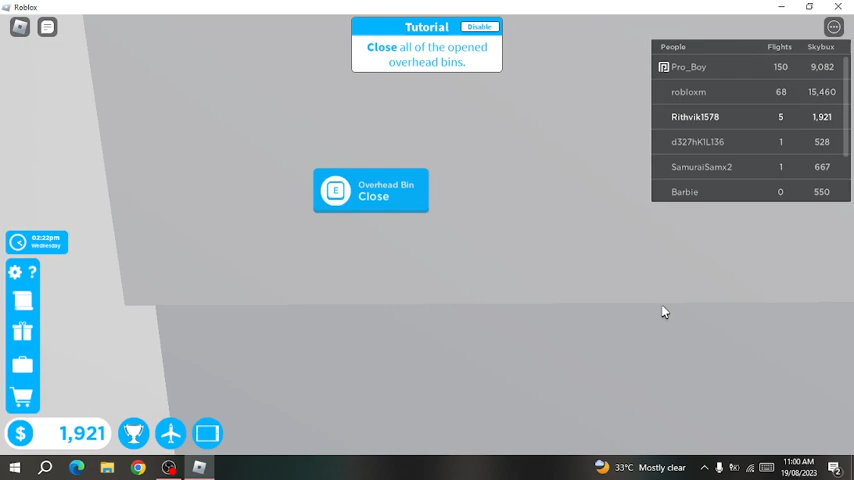 Roblox
Tutorial
Disable
Close all of the opened
overhead bins.
People Flights Skybux
Pro_Boy 150 9,082
robloxm 68 15,460
Rithvik1578 5 1,921
d327hK1L136 1 528
SamuraiSamx2 1 667
Barbie 0 550
E
Overhead Bin
Close
02:22pm
Wednesday
?
$ 1,921
33°C Mostly clear
11:00 AM
19/08/2023
2